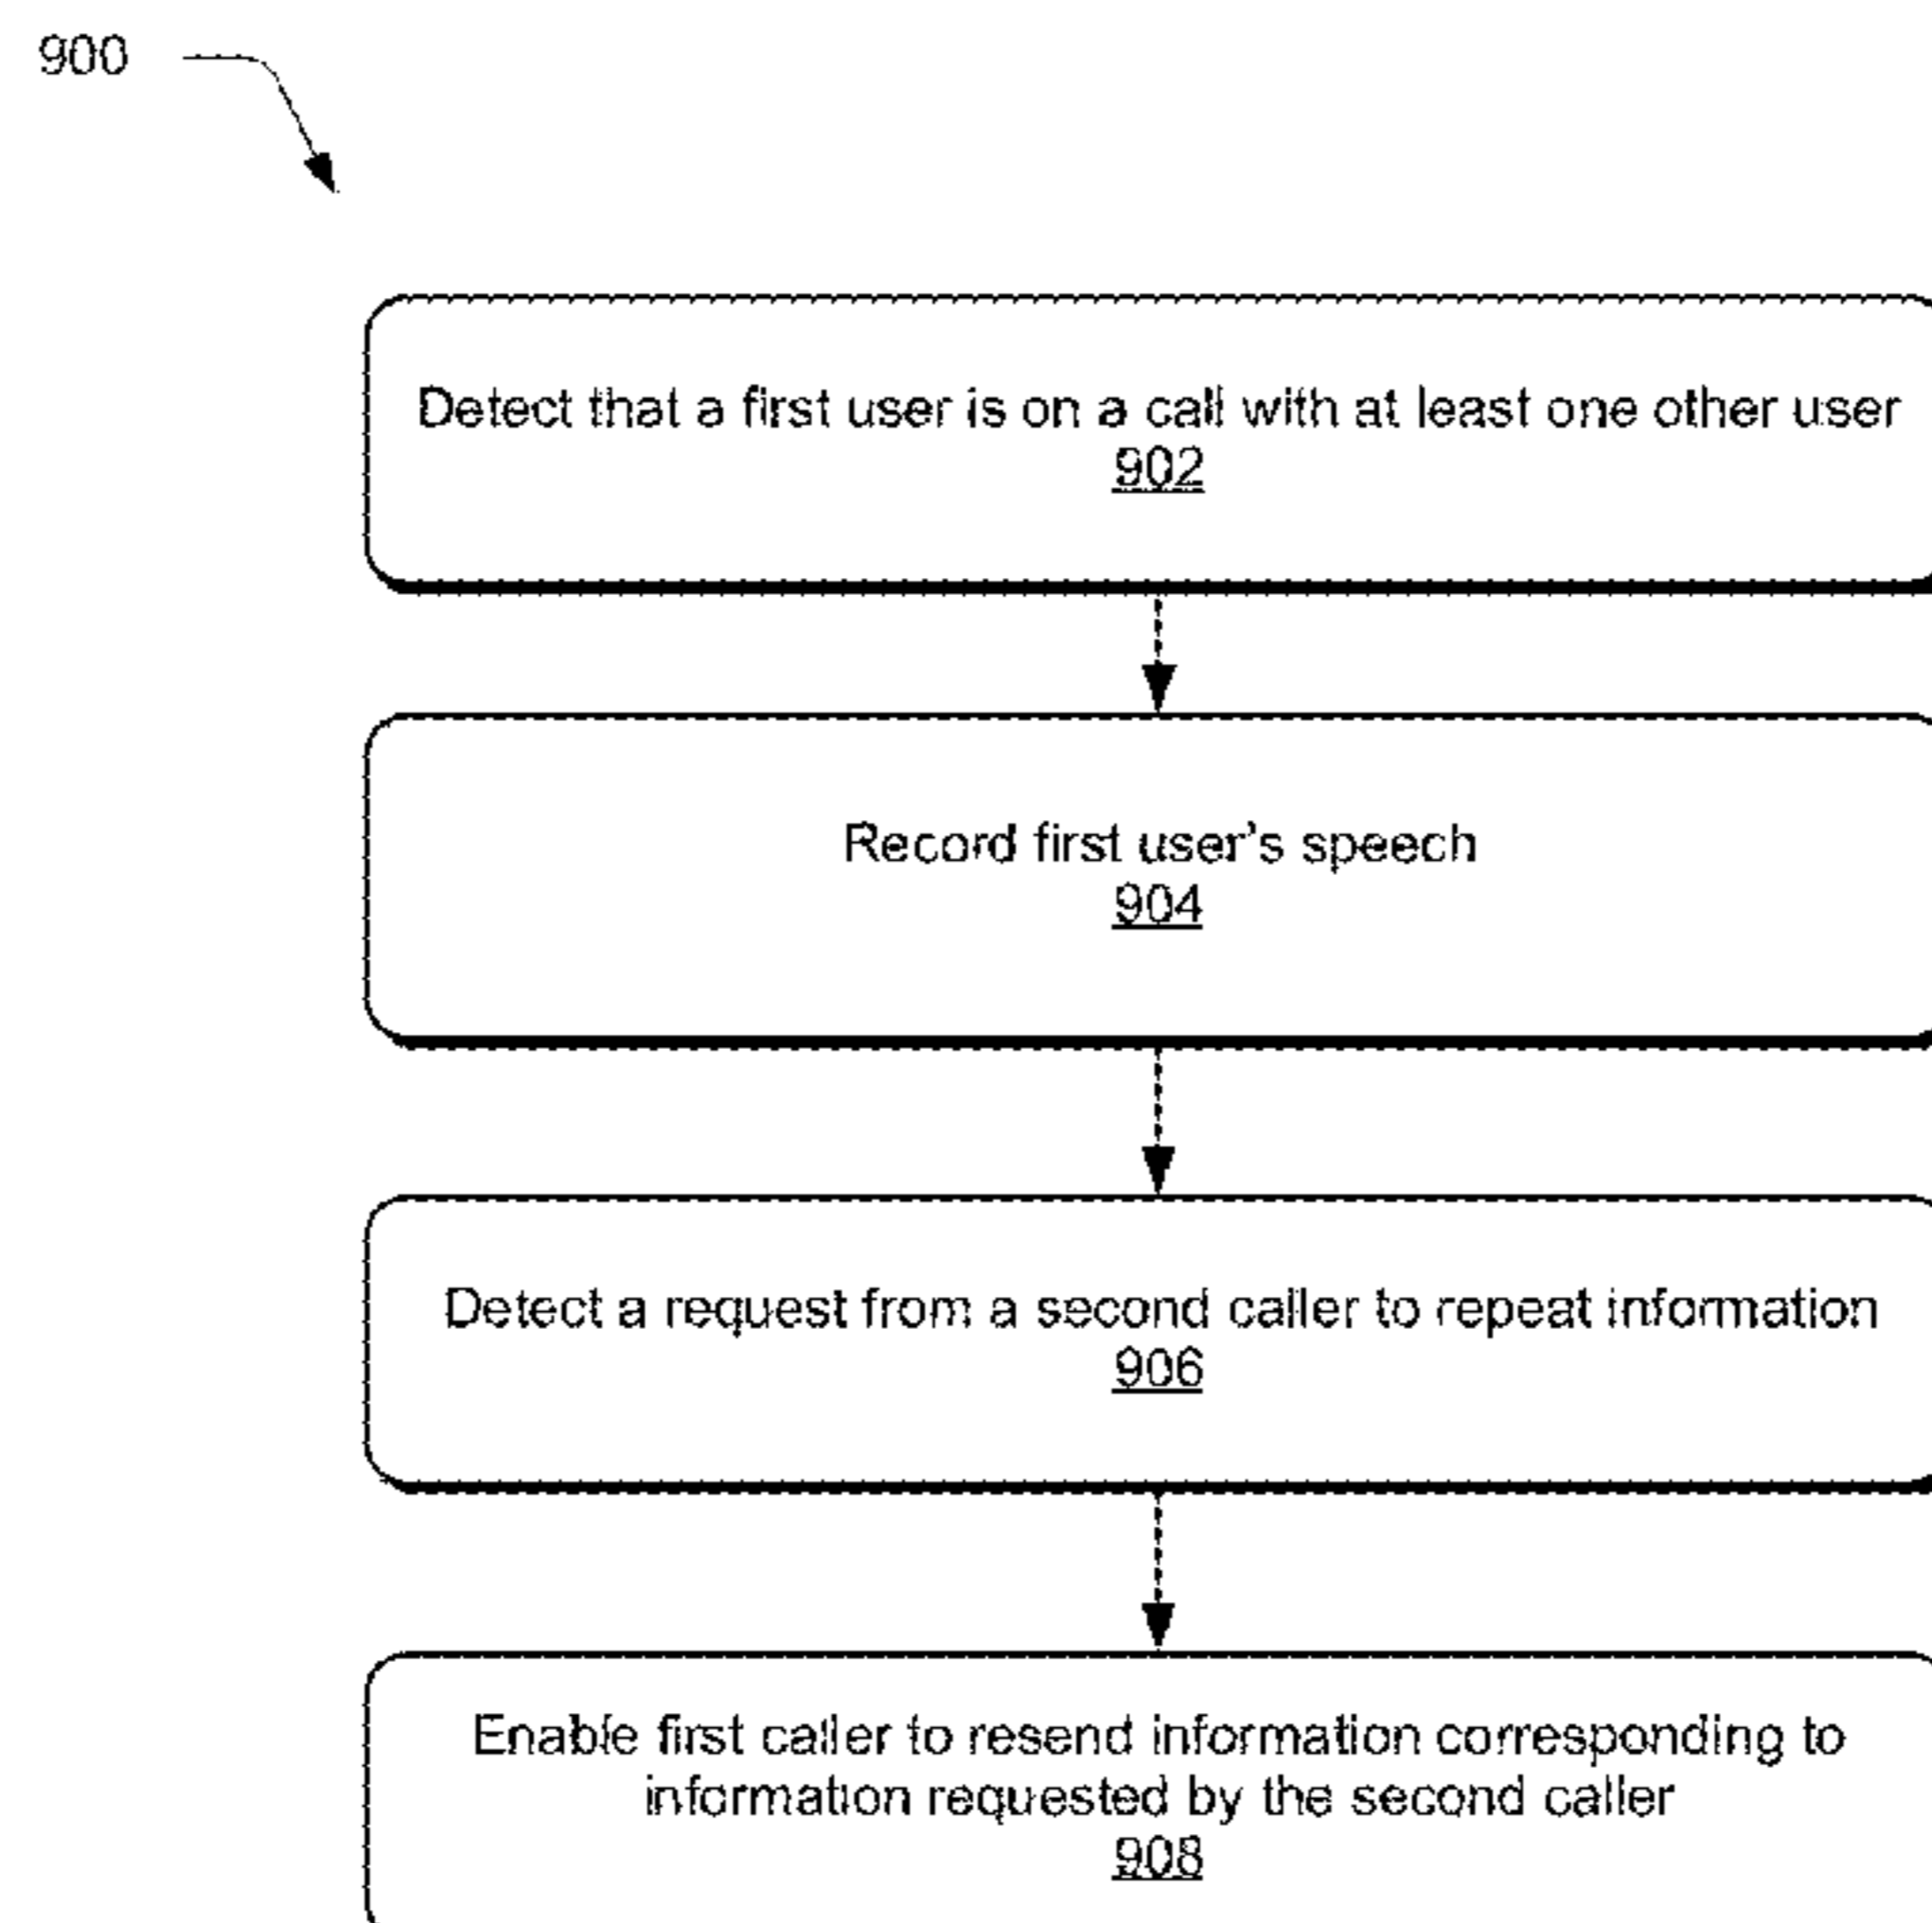 900
Detect that a first user is on a call with at least one other user
902
Record first user's speech
904
Detect a request from a second caller to repeat information
906
Enable first caller to resend information corresponding to
information requested by the second caller
908